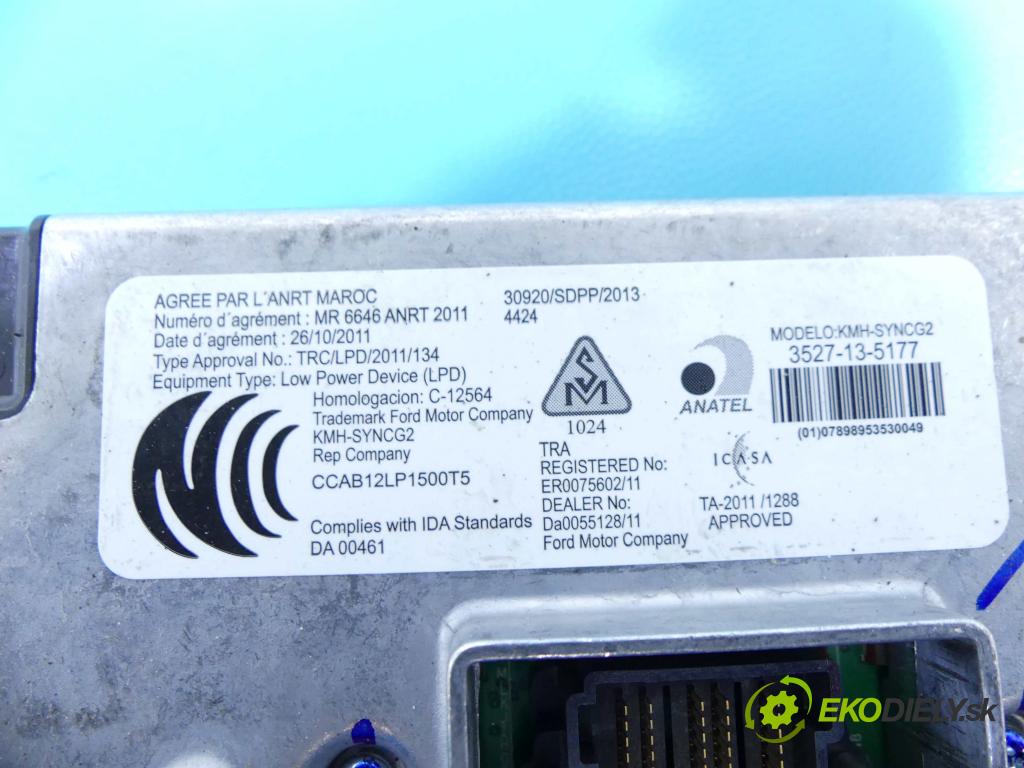 AGREE PAR L´ANRT MAROC
Numéro d´agrément : MR 6646 ANRT 2011
Date d´agrément : 26/10/2011
Type Approval No.: TRC/LPD/2011/134
Equipment Type: Low Power Device (LPD)
Homologacion: C-12564
Trademark Ford Motor Company
KMH-SYNCG2
Rep Company
CCAB12LP1500T5
Complies with IDA Standards
DA 00461
30920/SDPP/2013
4424
SM
1024
TRA
REGISTERED No:
ER0075602/11
DEALER No:
Da0055128/11
Ford Motor Company
ANATEL
ICASA
TA-2011 /1288
APPROVED
MODELO:KMH-SYNCG2
3527-13-5177
(01)07898953530049
EKODIELY.sk